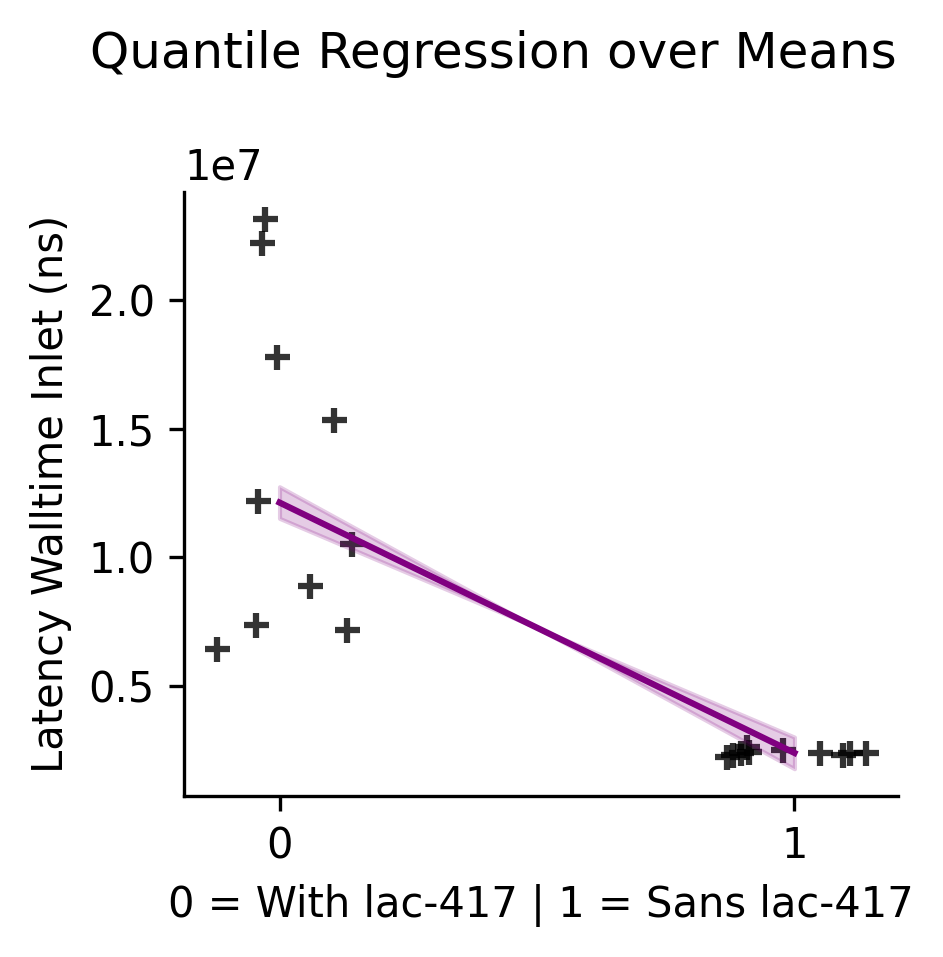 Quantile Regression over Means
1e7
Latency Walltime Inlet (ns)
2.0
1.5
1.0
0.5
0 1
0 = With lac-417 | 1 = Sans lac-417